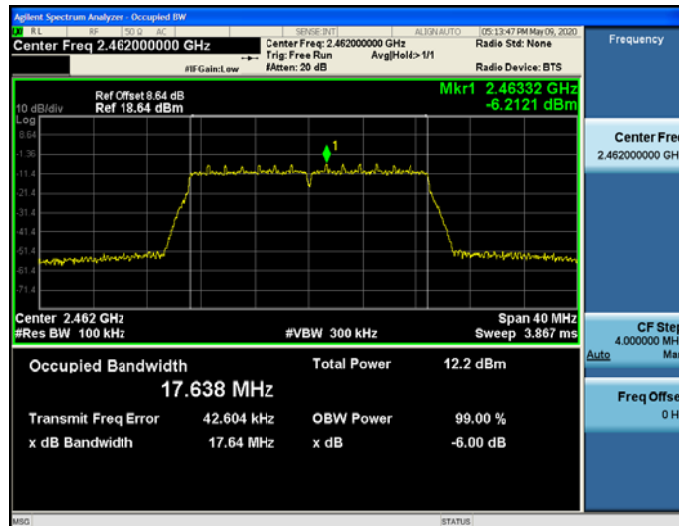 Agilent Spectrum Analyzer - Occupied BW
RL RF 50 Ω AC SENSE:INT ALIGN AUTO 05:13:47 PM May 09, 2020
Center Freq 2.462000000 GHz Center Freq: 2.462000000 GHz Radio Std: None
Trig: Free Run Avg|Hold:>1/1
#IFGain:Low #Atten: 20 dB Radio Device: BTS
Ref Offset 8.64 dB Mkr1 2.46332 GHz
10 dB/div Ref 18.64 dBm -6.2121 dBm
Log
8.64
-1.36
1
-11.4
-21.4
-31.4
-41.4
-51.4
-61.4
-71.4
Center 2.462 GHz Span 40 MHz
#Res BW 100 kHz #VBW 300 kHz Sweep 3.867 ms
Occupied Bandwidth Total Power 12.2 dBm
17.638 MHz
Transmit Freq Error 42.604 kHz OBW Power 99.00 %
x dB Bandwidth 17.64 MHz x dB -6.00 dB
MSG STATUS
Frequency
Center Fre
2.462000000 GH
CF Step
4.000000 MH
Auto Ma
Freq Offse
0 H